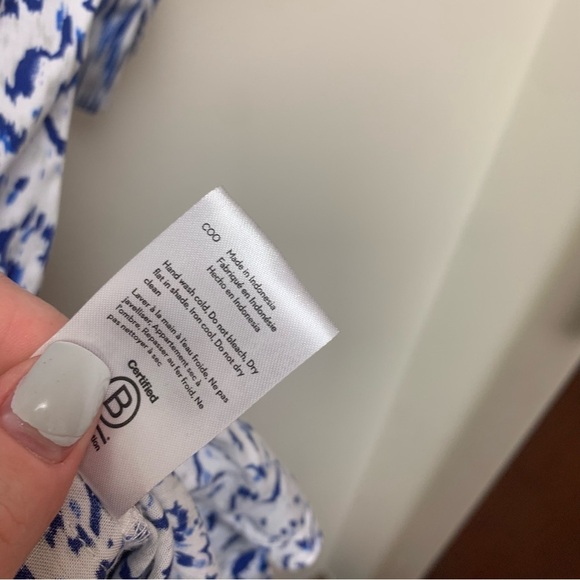 COO
Made in Indonesia
Fabriqué en Indonésie
Hecho en Indonesia
Hand wash cold. Do not bleach. Dry
flat in shade. Iron cool. Do not dry
clean
Laver à la main à l'eau froide. Ne pas
javelliser. Appartement sec à
l'ombre. Repasser au fer froid. Ne
pas nettoyer à sec
Certified
B